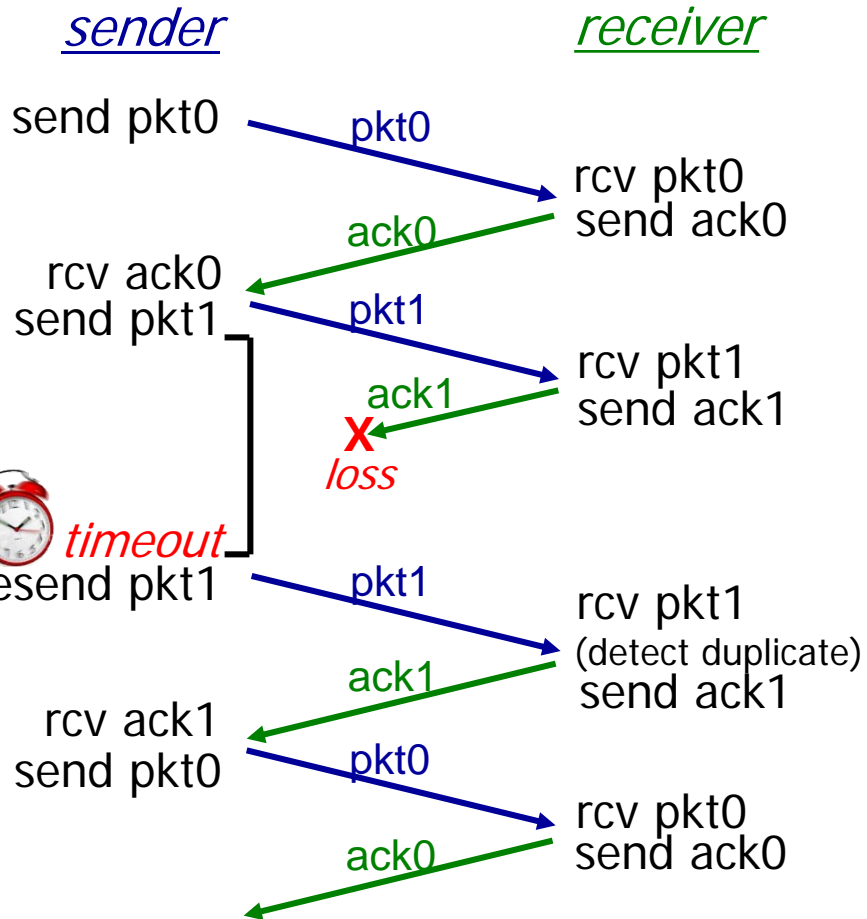 sender
receiver
send pkt0
pkt0
rcv pkt0
send ack0
ack0
rcv ack0
send pkt1
pkt1
rcv pkt1
send ack1
ack1
X
loss
timeout
esend pkt1
pkt1
rcv pkt1
(detect duplicate)
send ack1
ack1
rcv ack1
send pkt0
pkt0
rcv pkt0
send ack0
ack0